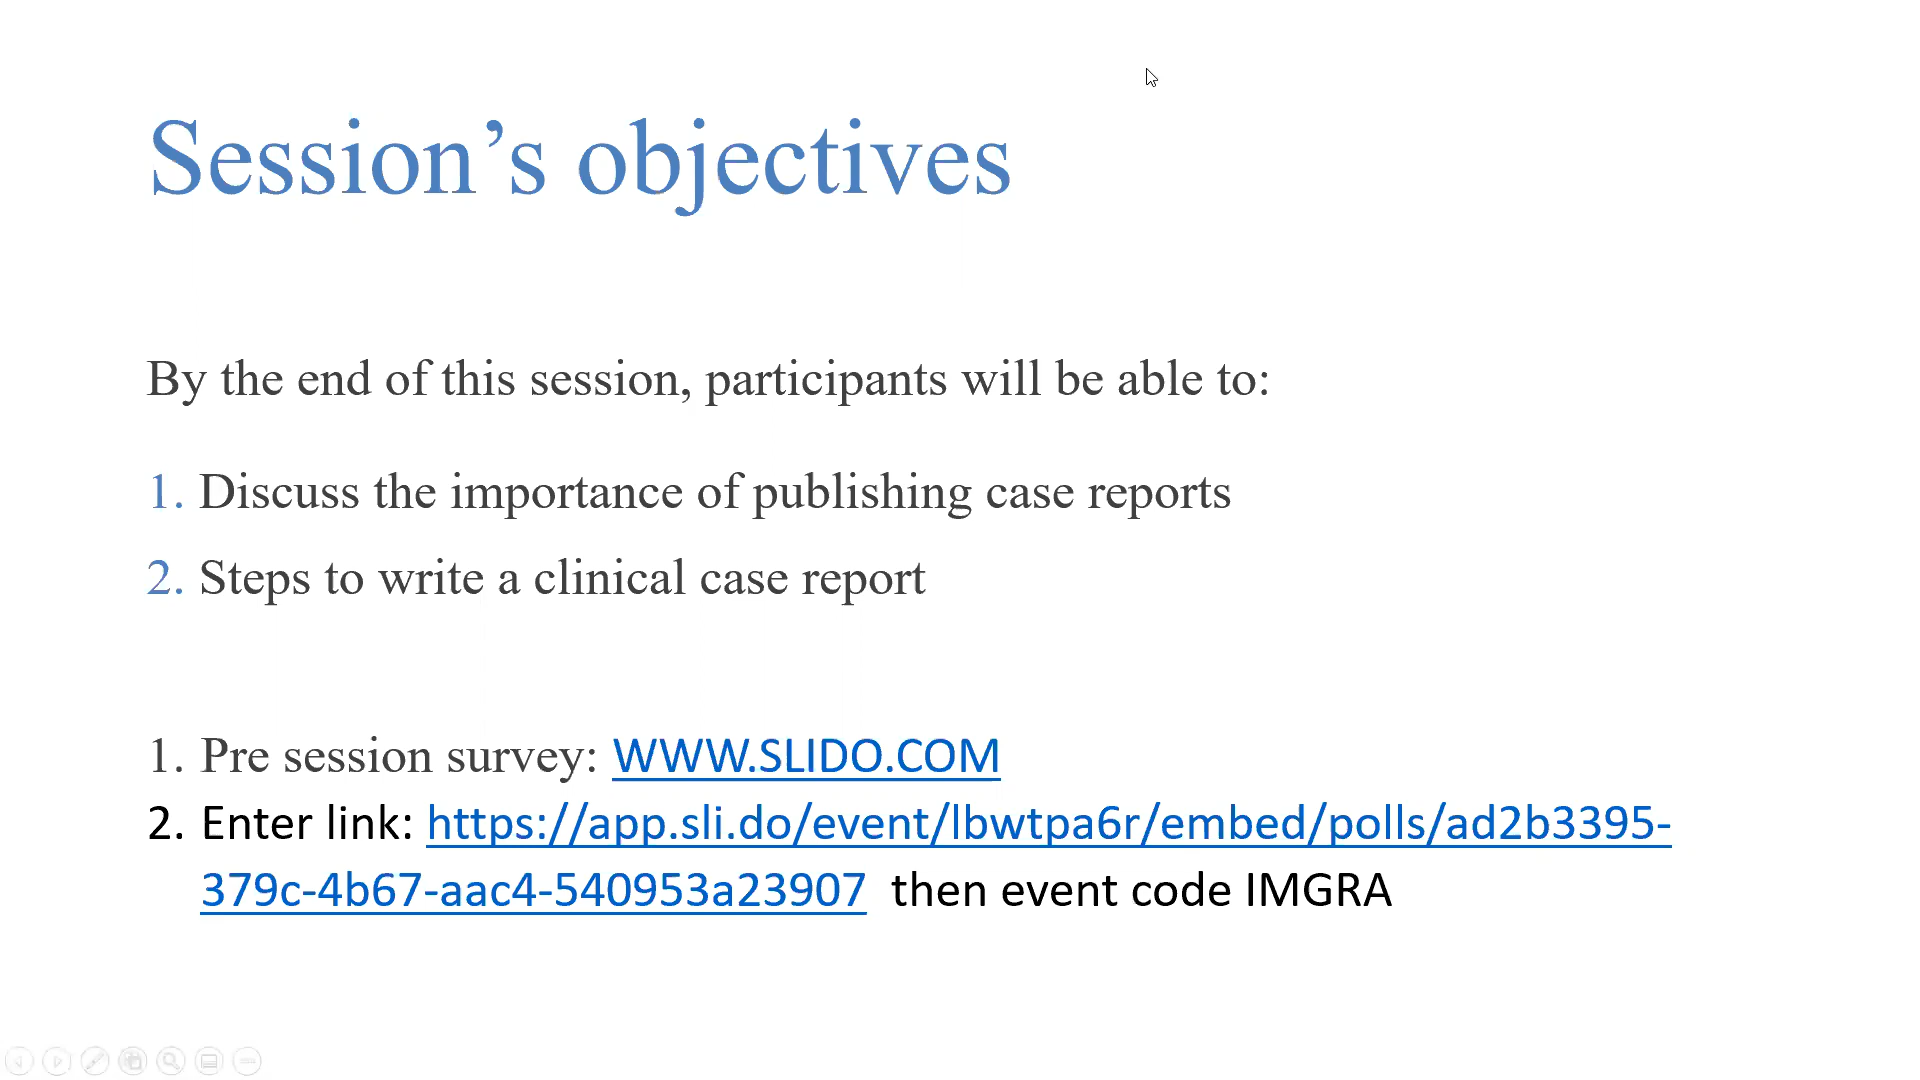 Session’s objectives
By the end of this session, participants will be able to:
1. Discuss the importance of publishing case reports
2. Steps to write a clinical case report
1. Pre session survey: WWW.SLIDO.COM
2. Enter link: https://app.sli.do/event/lbwtpa6r/embed/polls/ad2b3395-
379c-4b67-aac4-540953a23907 then event code IMGRA